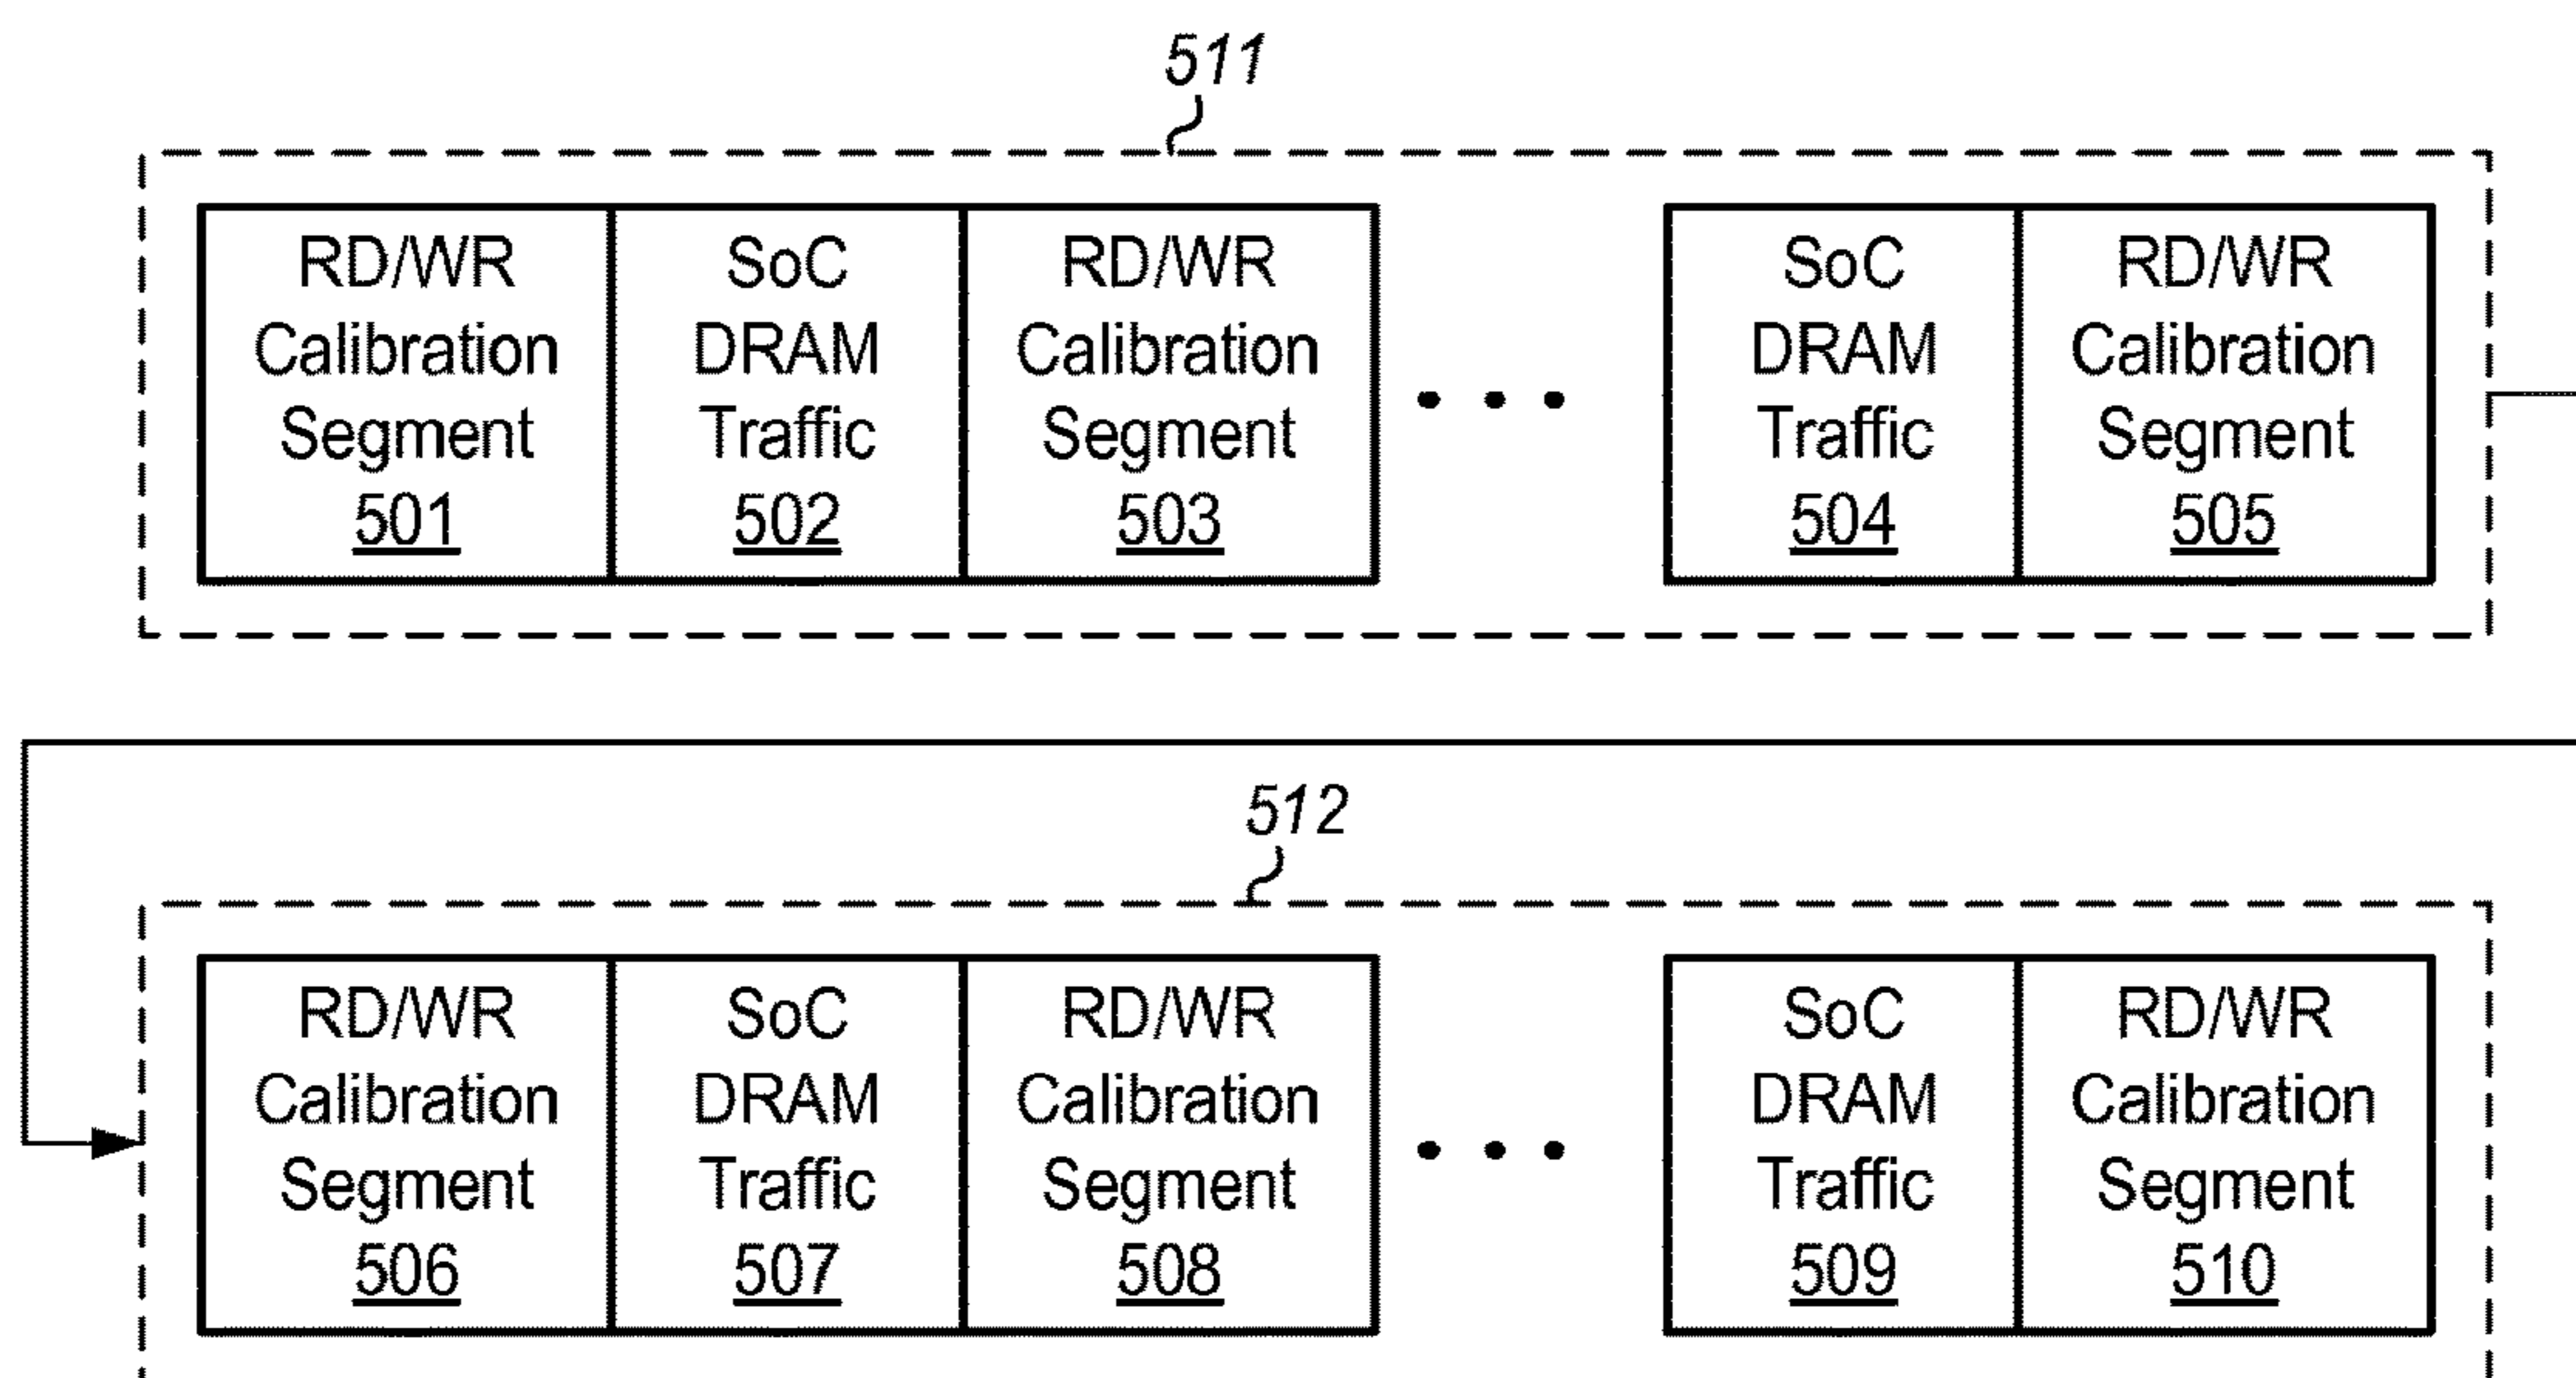 511
RD/WR
Calibration
Segment
501
SoC
DRAM
Traffic
502
RD/WR
Calibration
Segment
503
SoC
DRAM
Traffic
504
RD/WR
Calibration
Segment
505
512
RD/WR
Calibration
Segment
506
SoC
DRAM
Traffic
507
RD/WR
Calibration
Segment
508
SoC
DRAM
Traffic
509
RD/WR
Calibration
Segment
510